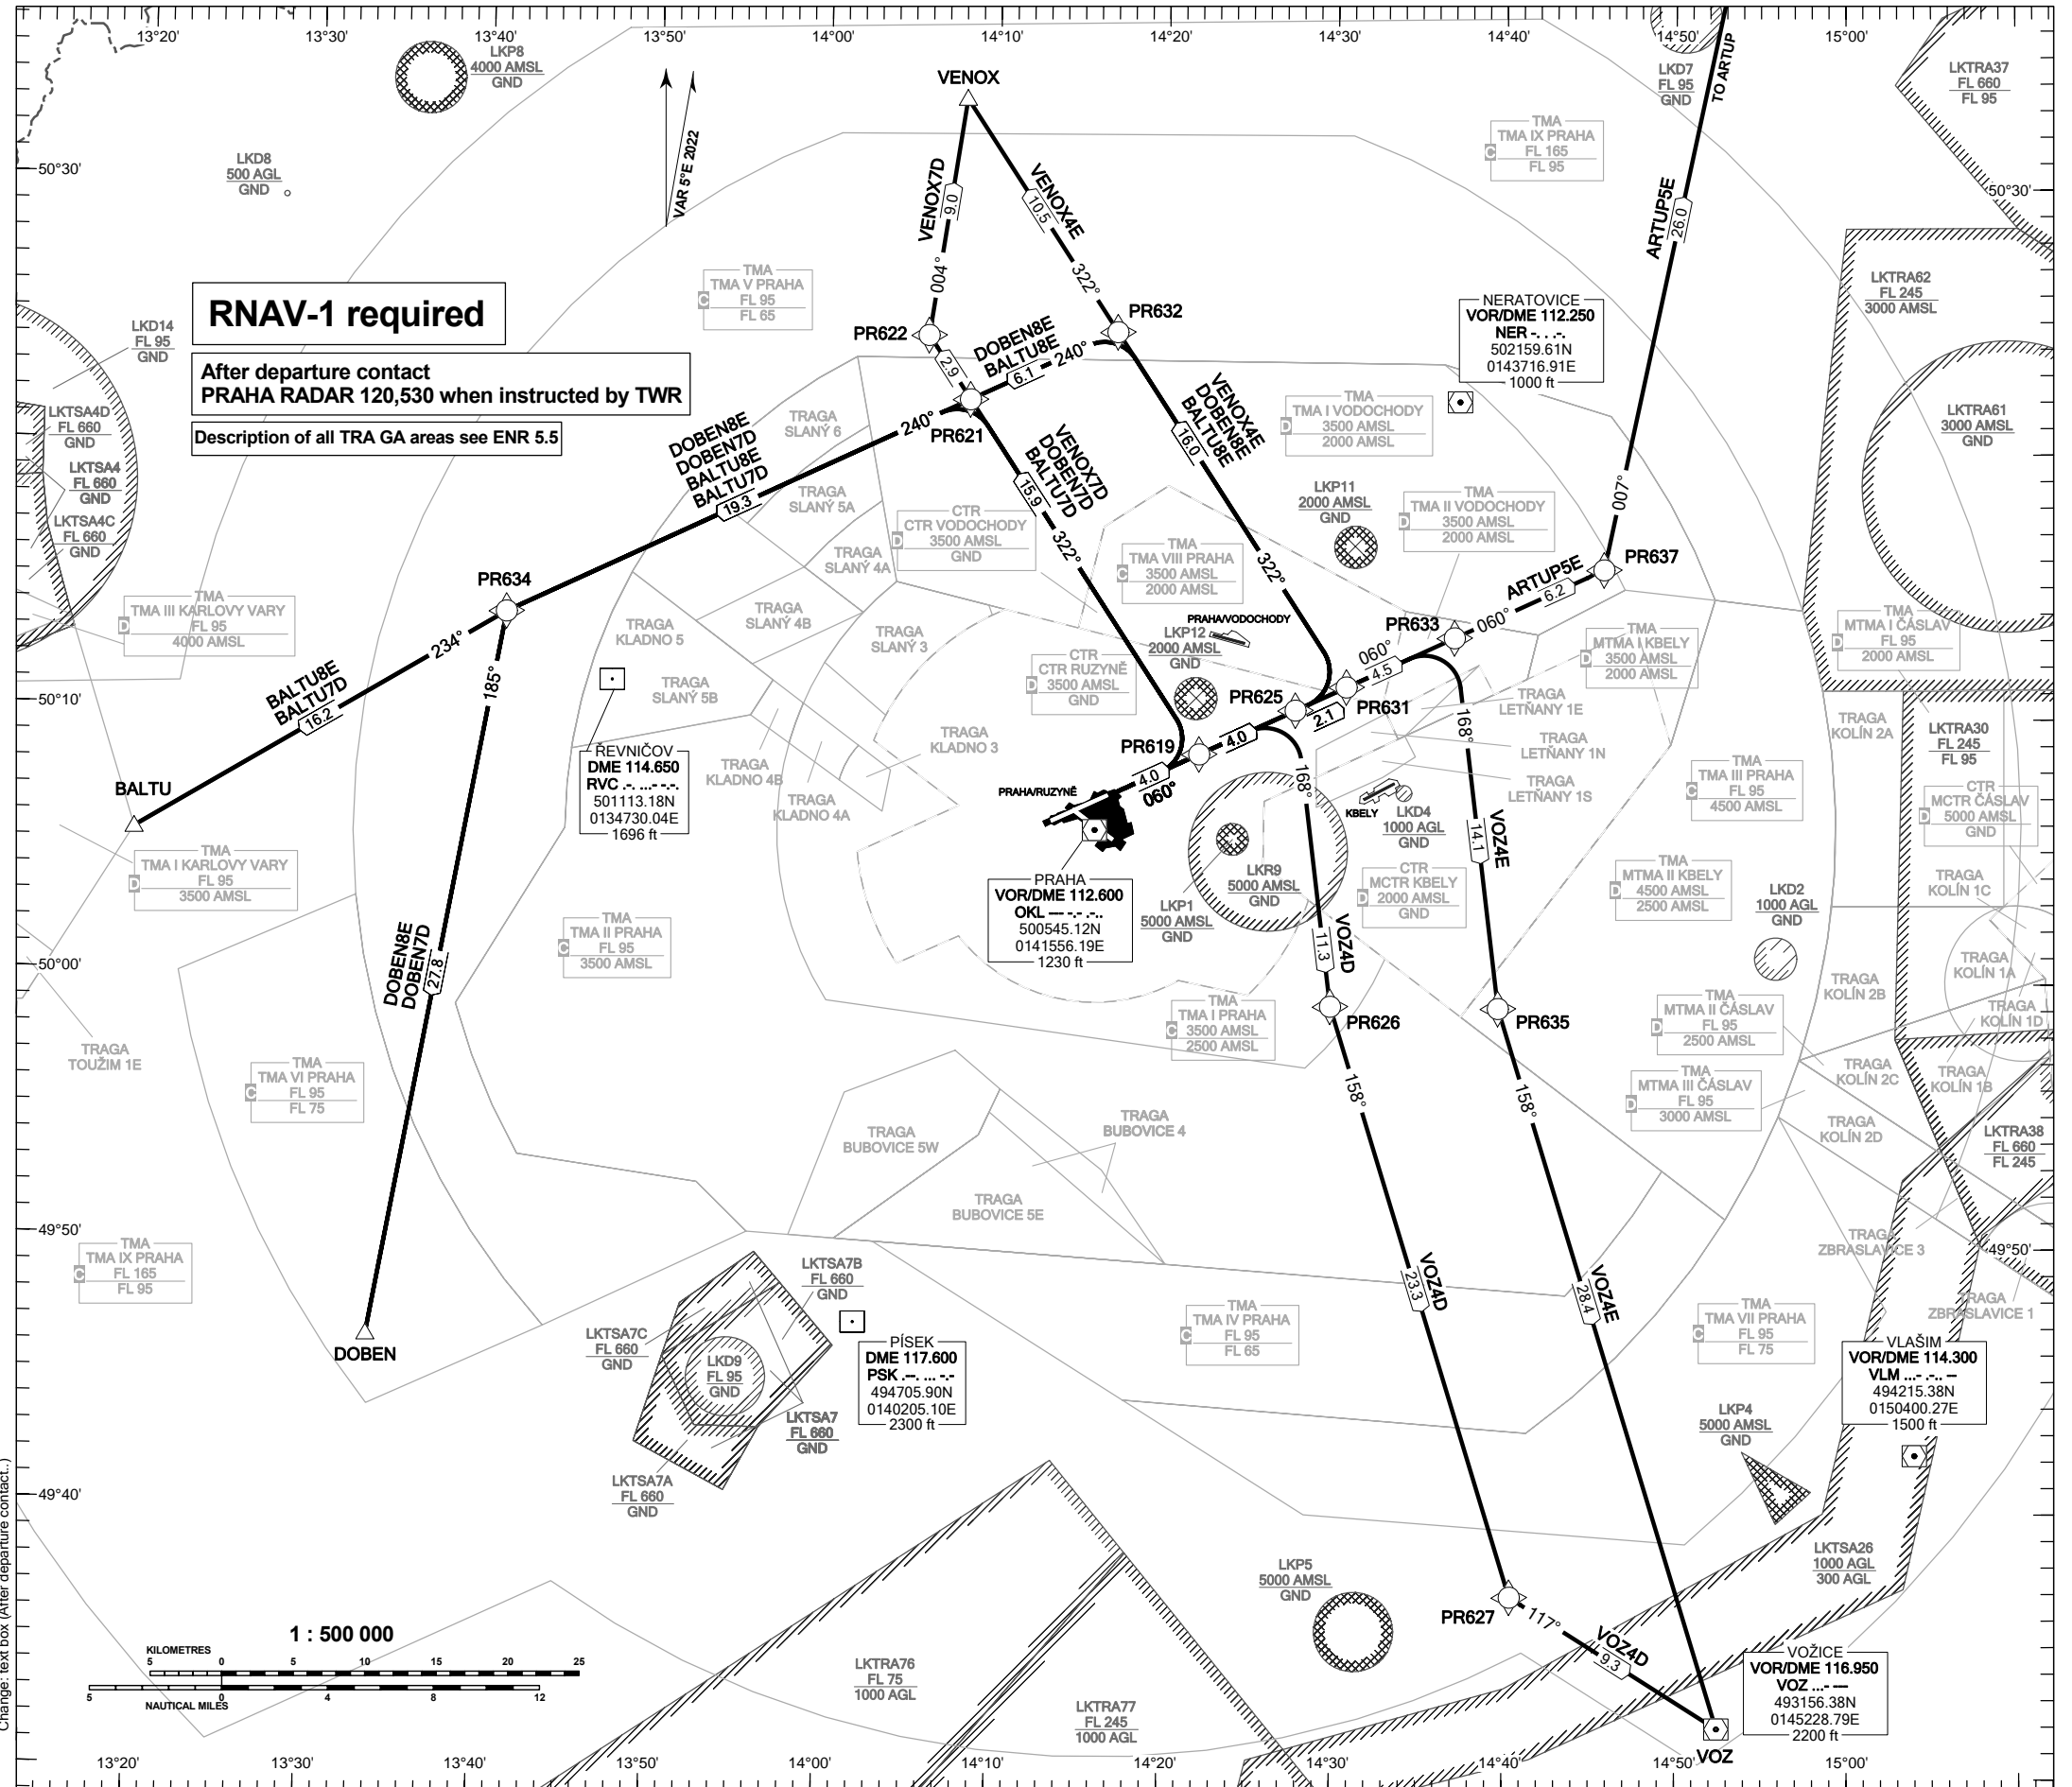 13°20'
13°30'
13°40'
13°50'
14°00'
14°10'
14°20'
14°30'
14°40'
14°50'
15°00'
LKP8
4000 AMSL
GND
VENOX
LKD7
FL 95
GND
TO ARTUP
LKTRA37
FL 660
FL 95
TMA
TMA IX PRAHA
C
FL 165
FL 95
50°30'
50°30'
LKD8
500 AGL
GND
VAR 5°E 2022
VENOX7D
9.0
004°
VENOX4E
10.5
322°
ARTUP5E
26.0
007°
TMA
TMA V PRAHA
C
FL 95
FL 65
RNAV-1 required
After departure contact
PRAHA RADAR 120,530 when instructed by TWR
Description of all TRA GA areas see ENR 5.5
LKD14
FL 95
GND
LKTSA4D
FL 660
GND
LKTSA4
FL 660
GND
LKTSA4C
FL 660
GND
PR622
2.9
DOBEN8E
BALTU8E
6.1
240°
PR632
PR621
NERATOVICE
VOR/DME 112.250
NER -. . .-.
502159.61N
0143716.91E
1000 ft
LKTRA62
FL 245
3000 AMSL
LKTRA61
3000 AMSL
GND
DOBEN8E
DOBEN7D
BALTU8E
BALTU7D
19.3
240°
TRAGA
SLANÝ 6
TRAGA
SLANÝ 5A
TRAGA
SLANÝ 4A
VENOX7D
DOBEN7D
BALTU7D
15.9
322°
VENOX4E
DOBEN8E
BALTU8E
16.0
322°
TMA
TMA I VODOCHODY
D
3500 AMSL
2000 AMSL
LKP11
2000 AMSL
GND
TMA
TMA II VODOCHODY
D
3500 AMSL
2000 AMSL
CTR
CTR VODOCHODY
D
3500 AMSL
GND
TMA
TMA VIII PRAHA
C
3500 AMSL
2000 AMSL
PR637
ARTUP5E
6.2
060°
PR633
060°
4.5
PR634
TMA
TMA III KARLOVY VARY
D
FL 95
4000 AMSL
234°
185°
BALTU8E
BALTU7D
16.2
TRAGA
KLADNO 5
TRAGA
SLANÝ 4B
TRAGA
SLANÝ 3
TRAGA
SLANÝ 5B
PRAHA/VODOCHODY
LKP12
2000 AMSL
GND
CTR
CTR RUZYNĚ
D
3500 AMSL
GND
PR625
PR631
2.1
TMA
MTMA I KBELY
D
3500 AMSL
2000 AMSL
TMA
MTMA I ČÁSLAV
D
FL 95
2000 AMSL
50°10'
TRAGA
LETŇANY 1E
TRAGA
LETŇANY 1N
TRAGA
LETŇANY 1S
TRAGA
KOLÍN 2A
LKTRA30
FL 245
FL 95
TRAGA
KLADNO 3
TRAGA
KLADNO 4B
TRAGA
KLADNO 4A
PR619
4.0
4.0
060°
168°
168°
PRAHA/RUZYNĚ
ŘEVNIČOV
DME 114.650
RVC .-. ...- -.-.
501113.18N
0134730.04E
1696 ft
BALTU
TMA
TMA III PRAHA
C
FL 95
4500 AMSL
CTR
MCTR ČÁSLAV
D
5000 AMSL
GND
KBELY
LKD4
1000 AGL
GND
14.1
VOZ4E
TMA
TMA I KARLOVY VARY
D
FL 95
3500 AMSL
PRAHA
VOR/DME 112.600
OKL --- -.- .-..
500545.12N
0141556.19E
1230 ft
LKR9
5000 AMSL
GND
LKP1
5000 AMSL
GND
CTR
MCTR KBELY
D
2000 AMSL
GND
TMA
MTMA II KBELY
D
4500 AMSL
2500 AMSL
LKD2
1000 AGL
GND
TRAGA
KOLÍN 1C
DOBEN8E
DOBEN7D
27.8
TMA
TMA II PRAHA
C
FL 95
3500 AMSL
VOZ4D
11.3
50°00'
TRAGA
KOLÍN 1A
TRAGA
KOLÍN 2B
TRAGA
KOLÍN 1D
TMA
TMA I PRAHA
C
3500 AMSL
2500 AMSL
PR626
PR635
TMA
MTMA II ČÁSLAV
D
FL 95
2500 AMSL
TRAGA
TOUŽIM 1E
TMA
TMA VI PRAHA
C
FL 95
FL 75
158°
158°
TMA
MTMA III ČÁSLAV
D
FL 95
3000 AMSL
TRAGA
KOLÍN 2C
TRAGA
KOLÍN 1B
TRAGA
KOLÍN 2D
LKTRA38
FL 660
FL 245
TRAGA
BUBOVICE 5W
TRAGA
BUBOVICE 4
TRAGA
BUBOVICE 5E
49°50'
49°50'
TRAGA
ZBRASLAVICE 3
TRAGA
ZBRASLAVICE 1
TMA
TMA IX PRAHA
C
FL 165
FL 95
VOZ4D
23.3
VOZ4E
28.4
LKTSA7B
FL 660
GND
LKTSA7C
FL 660
GND
LKD9
FL 95
GND
LKTSA7
FL 660
GND
LKTSA7A
FL 660
GND
DOBEN
PÍSEK
DME 117.600
PSK .--. ... -.-
494705.90N
0140205.10E
2300 ft
TMA
TMA IV PRAHA
C
FL 95
FL 65
TMA
TMA VII PRAHA
C
FL 95
FL 75
VLAŠIM
VOR/DME 114.300
VLM ...- .-.. --
494215.38N
0150400.27E
1500 ft
LKP4
5000 AMSL
GND
49°40'
LKTSA26
1000 AGL
300 AGL
LKP5
5000 AMSL
GND
PR627
117°
VOZ4D
9.3
VOŽICE
VOR/DME 116.950
VOZ ...- --- --..
493156.38N
0145228.79E
2200 ft
VOZ
1 : 500 000
KILOMETRES
5 0 5 10 15 20 25
5 0 4 8 12
NAUTICAL MILES
LKTRA76
FL 75
1000 AGL
LKTRA77
FL 245
1000 AGL
Change: text box (After departure contact..)
13°20'
13°30'
13°40'
13°50'
14°00'
14°10'
14°20'
14°30'
14°40'
14°50'
15°00'